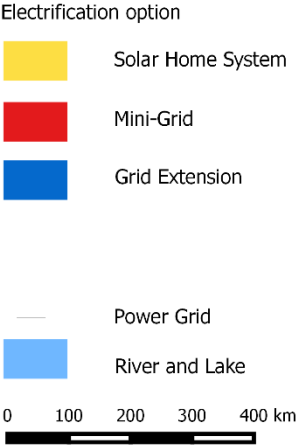 Electrification option
Solar Home System
Mini-Grid
Grid Extension
Power Grid
River and Lake
0 100 200 300 400 km